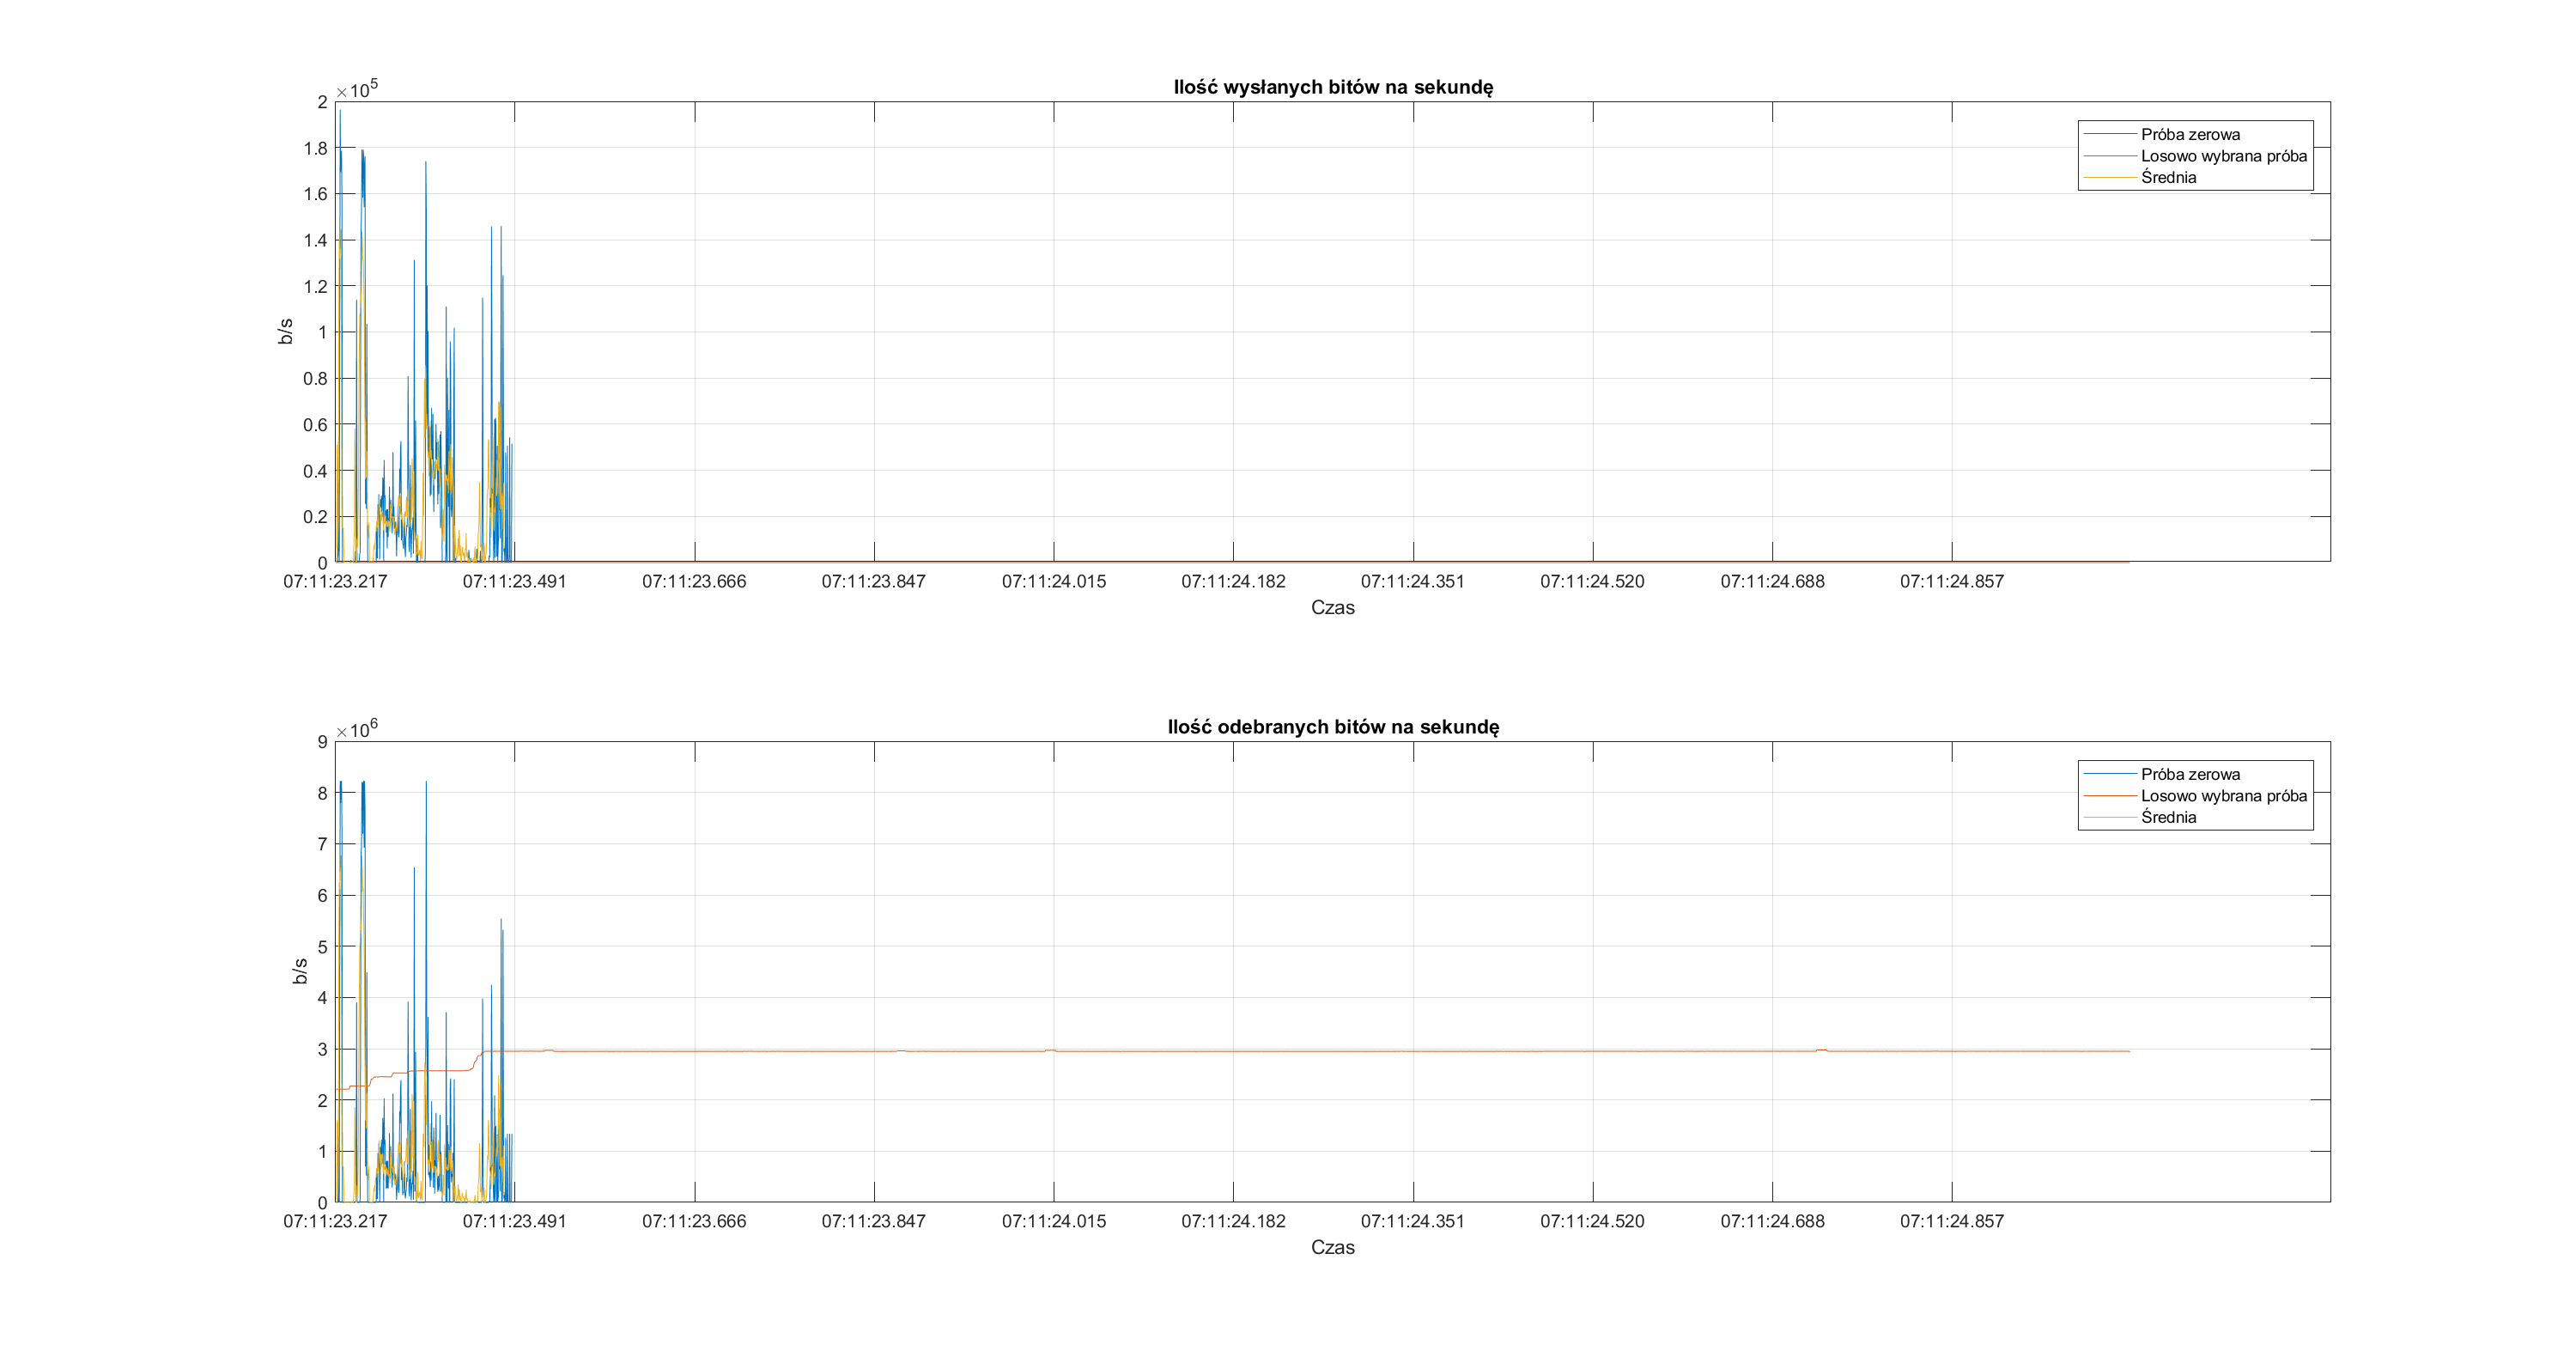 Ilość wysłanych bitów na sekundę
×10^5
2
1.8
1.6
1.4
1.2
1
0.8
0.6
0.4
0.2
0
b/s
Próba zerowa
Losowo wybrana próba
Średnia
07:11:23.217 07:11:23.491 07:11:23.666 07:11:23.847 07:11:24.015 07:11:24.182 07:11:24.351 07:11:24.520 07:11:24.688 07:11:24.857
Czas
Ilość odebranych bitów na sekundę
×10^6
9
8
7
6
5
4
3
2
1
0
b/s
Próba zerowa
Losowo wybrana próba
Średnia
07:11:23.217 07:11:23.491 07:11:23.666 07:11:23.847 07:11:24.015 07:11:24.182 07:11:24.351 07:11:24.520 07:11:24.688 07:11:24.857
Czas